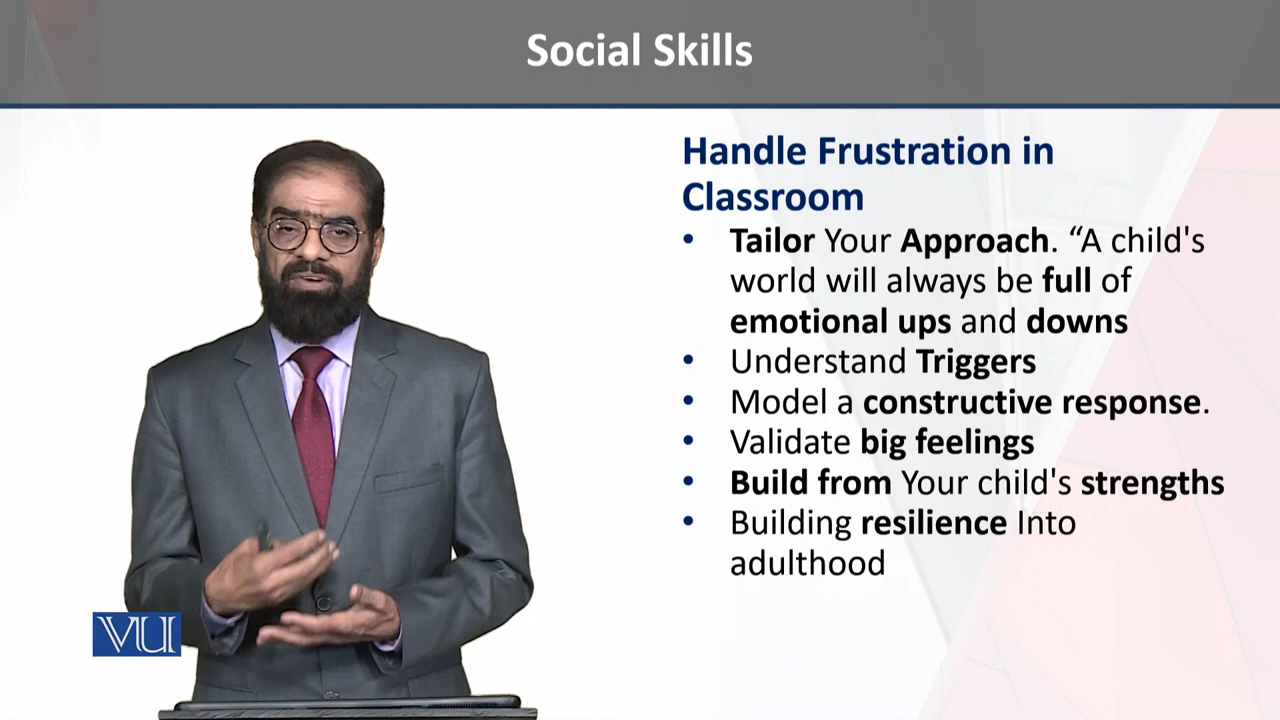 Social Skills
Handle Frustration in
Classroom
• Tailor Your Approach. “A child's
world will always be full of
emotional ups and downs
• Understand Triggers
• Model a constructive response.
• Validate big feelings
• Build from Your child's strengths
• Building resilience Into
adulthood
VU